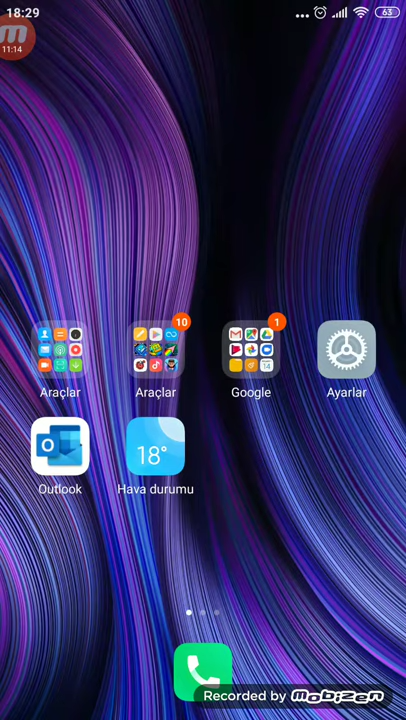 18:29
63
11:14
10
1
Araçlar
Araçlar
Google
Ayarlar
18°
Outlook
Hava durumu
Recorded by mobizen